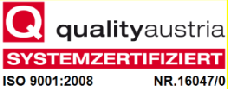 Q qualityaustria
SYSTEMZERTIFIZIERT
ISO 9001:2008 NR.16047/0